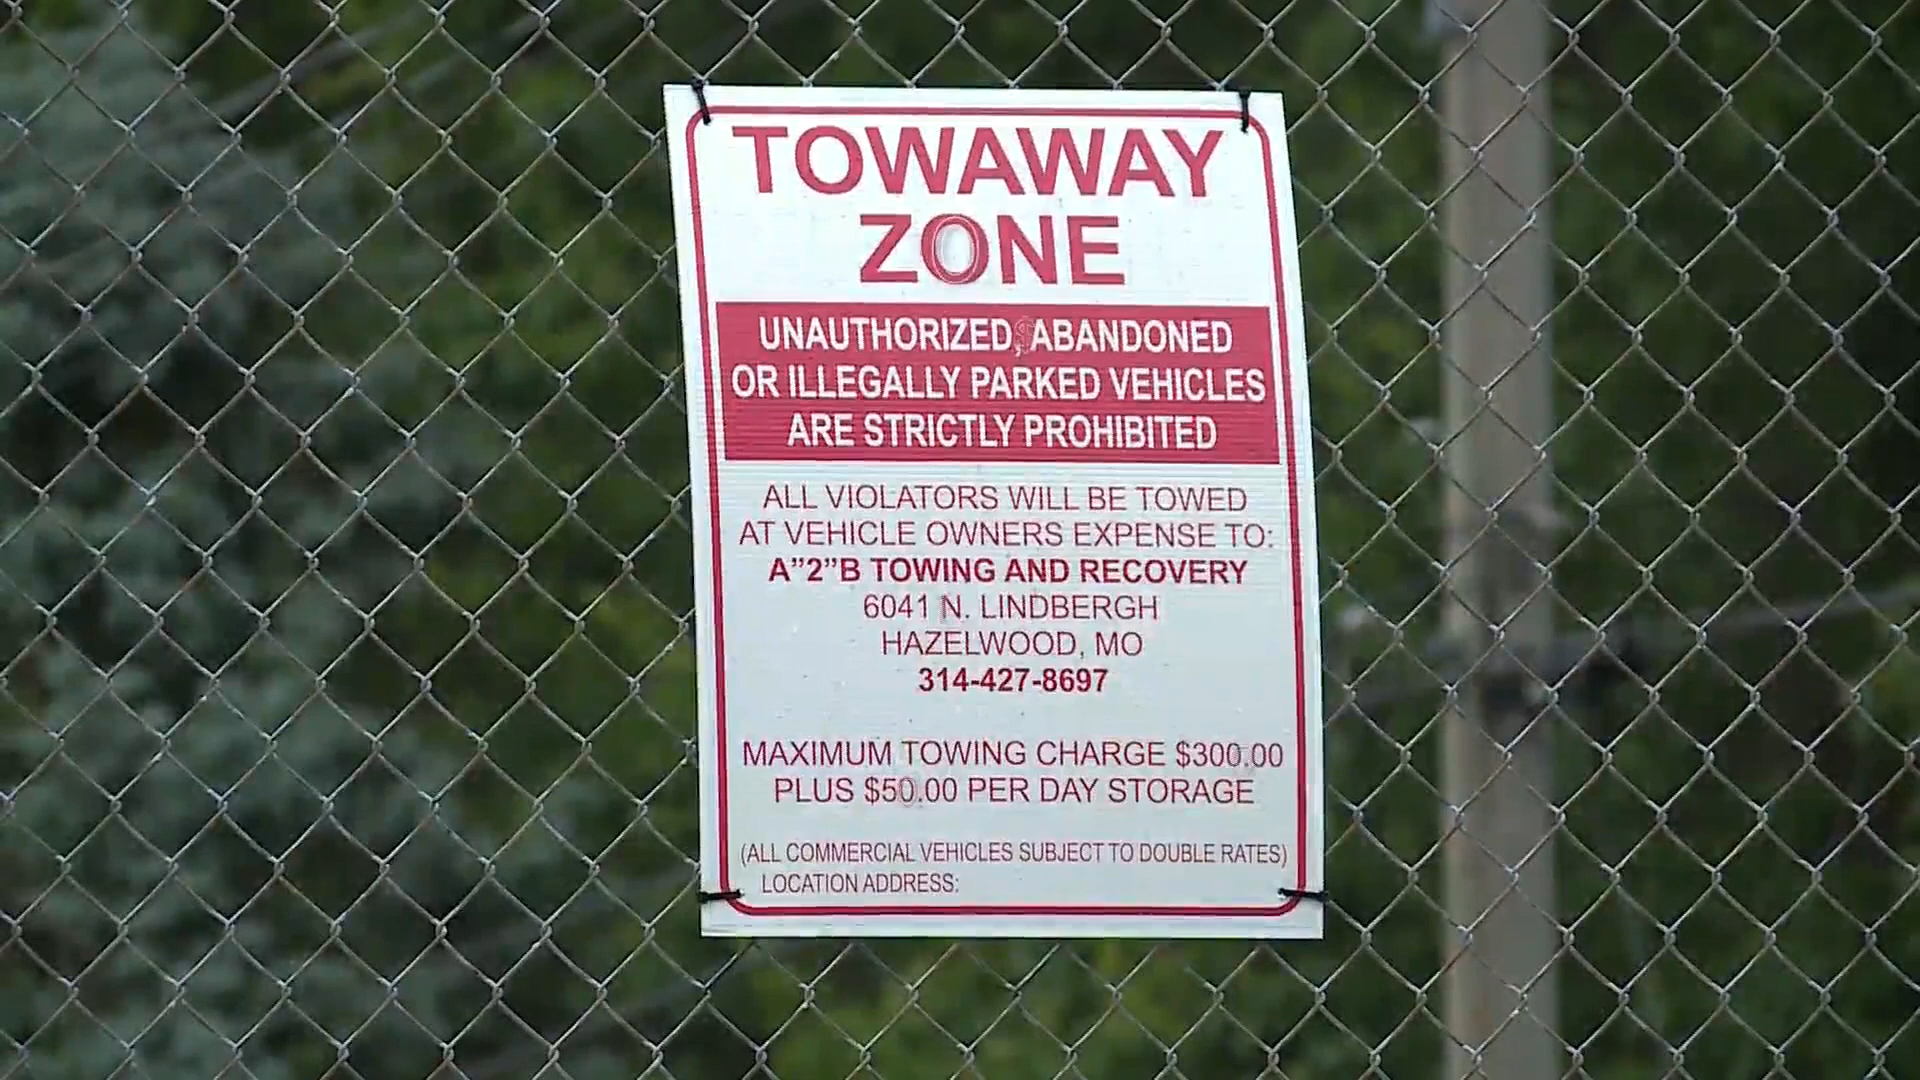 TOWAWAY
ZONE
UNAUTHORIZED, ABANDONED
OR ILLEGALLY PARKED VEHICLES
ARE STRICTLY PROHIBITED
ALL VIOLATORS WILL BE TOWED
AT VEHICLE OWNERS EXPENSE TO:
A”2”B TOWING AND RECOVERY
6041 N. LINDBERGH
HAZELWOOD, MO
314-427-8697
MAXIMUM TOWING CHARGE $300.00
PLUS $50.00 PER DAY STORAGE
(ALL COMMERCIAL VEHICLES SUBJECT TO DOUBLE RATES)
LOCATION ADDRESS: